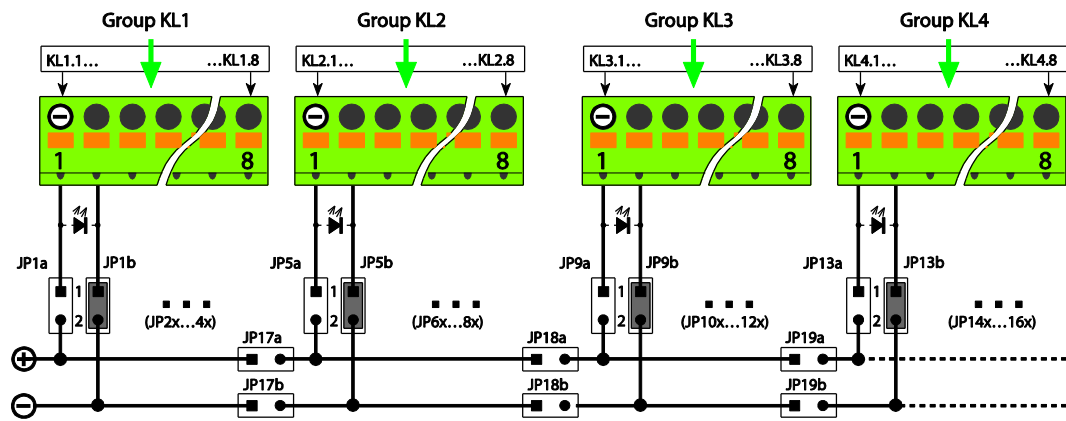 Group KL1 Group KL2 Group KL3 Group KL4
KL1.1... ...KL1.8 KL2.1... ...KL2.8 KL3.1... ...KL3.8 KL4.1... ...KL4.8
1 8 1 8 1 8 1 8
JP1a JP1b JP5a JP5b JP9a JP9b JP13a JP13b
1 1 1 1
2 2 2 2
(JP2x...4x) (JP6x...8x) (JP10x...12x) (JP14x...16x)
JP17a JP18a JP19a
+
JP17b JP18b JP19b
−